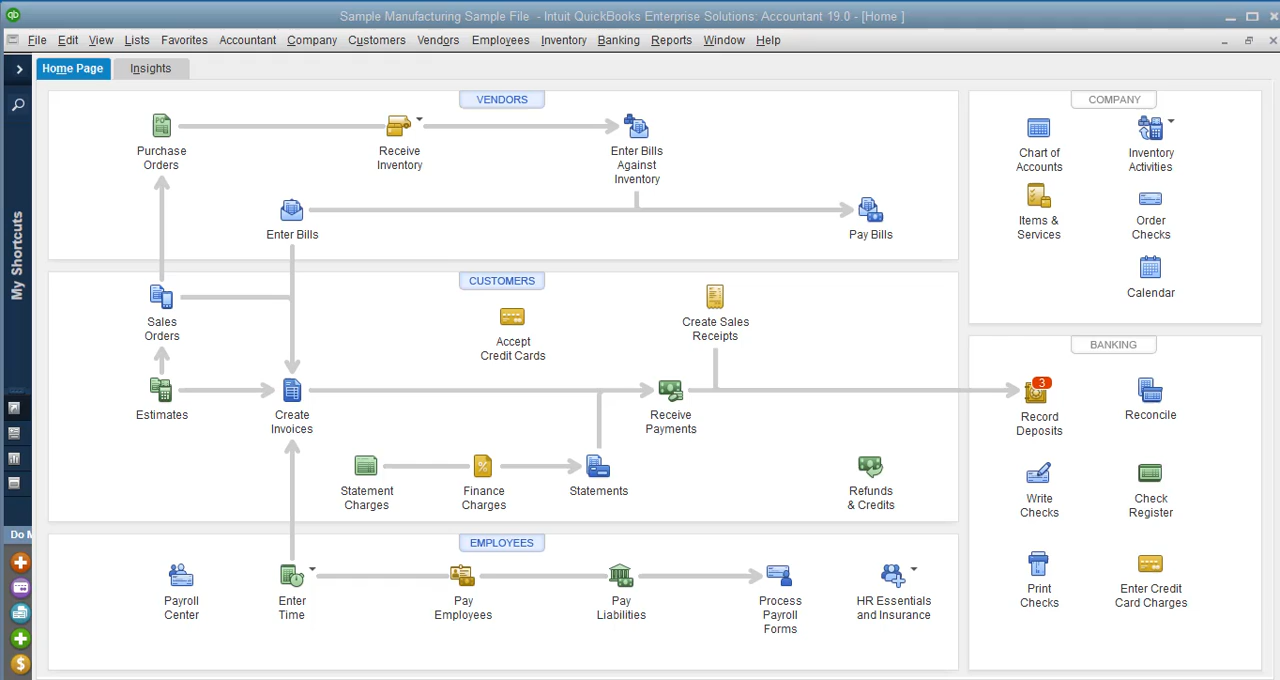 qb
Sample Manufacturing Sample File - Intuit QuickBooks Enterprise Solutions: Accountant 19.0 - [Home ]
File Edit View Lists Favorites Accountant Company Customers Vendors Employees Inventory Banking Reports Window Help
Home Page
Insights
My Shortcuts
Do M
VENDORS
Purchase
Orders
Receive
Inventory
Enter Bills
Against
Inventory
Enter Bills
Pay Bills
CUSTOMERS
Sales
Orders
Accept
Credit Cards
Create Sales
Receipts
Estimates
Create
Invoices
Receive
Payments
Statement
Charges
Finance
Charges
Statements
Refunds
& Credits
EMPLOYEES
Payroll
Center
Enter
Time
Pay
Employees
Pay
Liabilities
Process
Payroll
Forms
HR Essentials
and Insurance
COMPANY
Chart of
Accounts
Inventory
Activities
Items &
Services
Order
Checks
Calendar
BANKING
3
Record
Deposits
Reconcile
Write
Checks
Check
Register
Print
Checks
Enter Credit
Card Charges